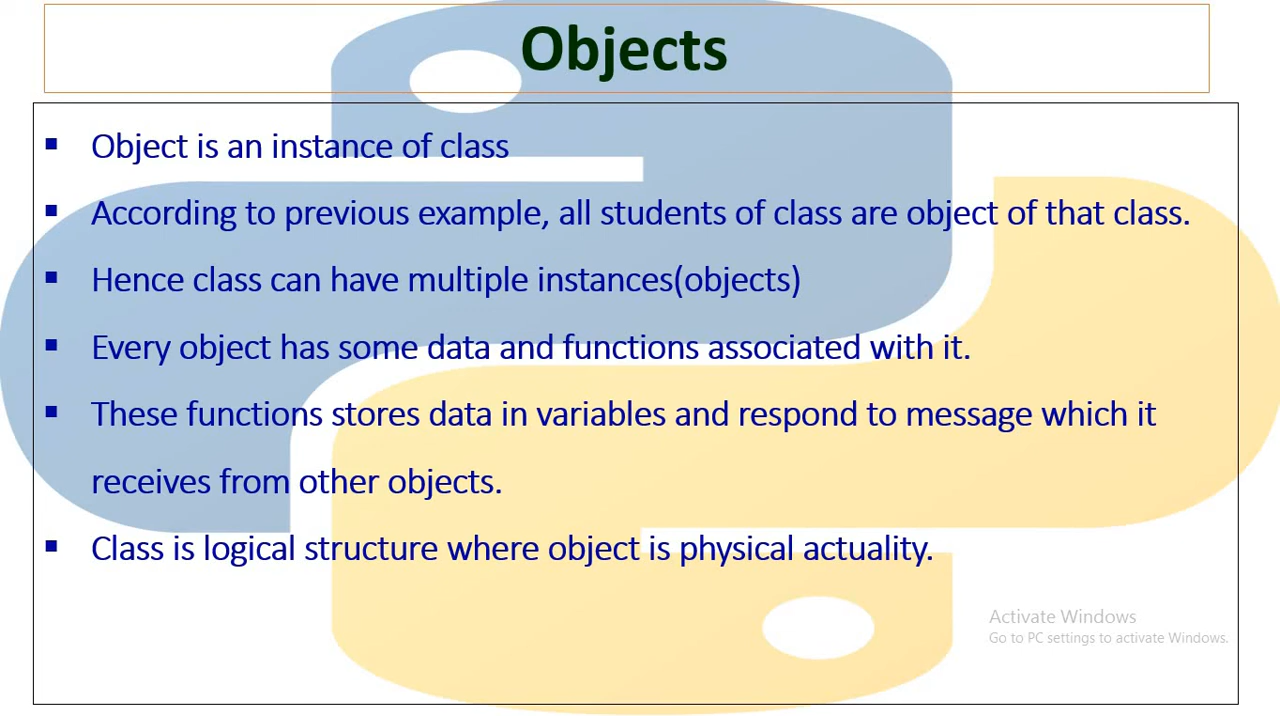 Objects
▪ Object is an instance of class
▪ According to previous example, all students of class are object of that class.
▪ Hence class can have multiple instances(objects)
▪ Every object has some data and functions associated with it.
▪ These functions stores data in variables and respond to message which it
receives from other objects.
▪ Class is logical structure where object is physical actuality.
Activate Windows
Go to PC settings to activate Windows.